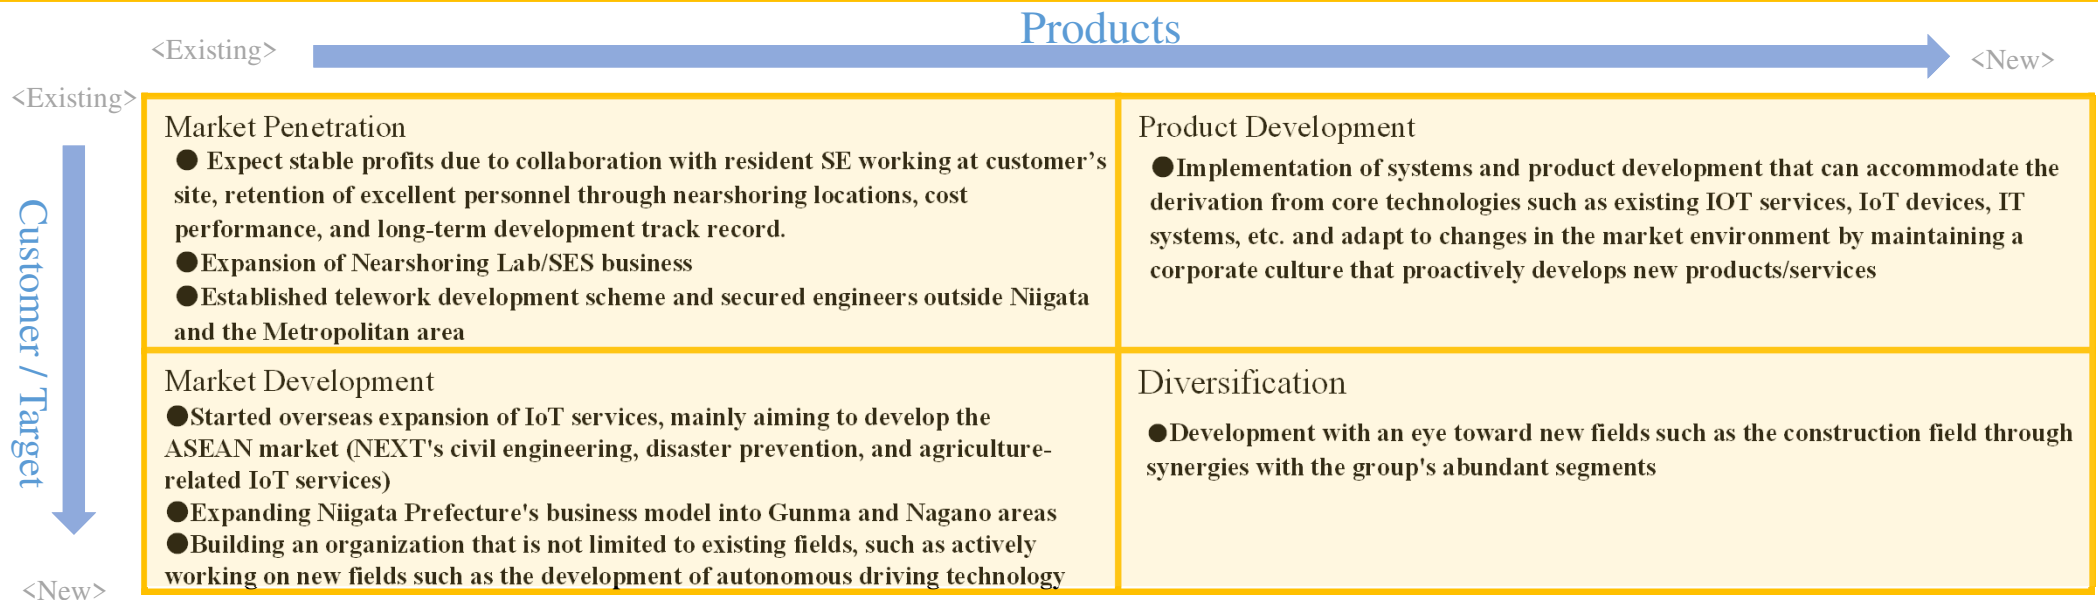 Products
<Existing>
<New>
<Existing>
Customer / Target
<New>
Market Penetration
● Expect stable profits due to collaboration with resident SE working at customer's
site, retention of excellent personnel through nearshoring locations, cost
performance, and long-term development track record.
●Expansion of Nearshoring Lab/SES business
●Established telework development scheme and secured engineers outside Niigata
and the Metropolitan area
Product Development
●Implementation of systems and product development that can accommodate the
derivation from core technologies such as existing IOT services, IoT devices, IT
systems, etc. and adapt to changes in the market environment by maintaining a
corporate culture that proactively develops new products/services
Market Development
●Started overseas expansion of IoT services, mainly aiming to develop the
ASEAN market (NEXT's civil engineering, disaster prevention, and agriculture-
related IoT services)
●Expanding Niigata Prefecture's business model into Gunma and Nagano areas
●Building an organization that is not limited to existing fields, such as actively
working on new fields such as the development of autonomous driving technology
Diversification
●Development with an eye toward new fields such as the construction field through
synergies with the group's abundant segments